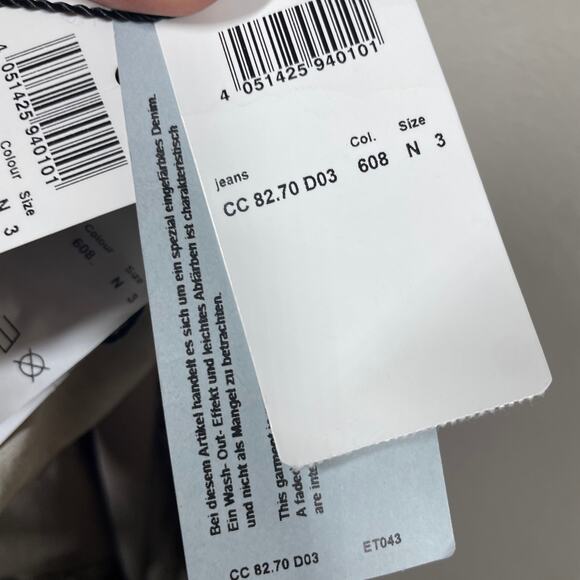 4 051425 940101
jeans
Col.
Size
CC 82.70 D03
608
N 3
4 051425 940101
Colour Size
N 3
Colour Size
608 N 3
Bei diesem Artikel handelt es sich um ein spezial eingefärbtes Denim.
Ein Wash- Out- Effekt und leichtes Abfärben ist charakteristisch
und nicht als Mangel zu betrachten.
This garment
A faded
are inte
CC 82.70 D03
ET043